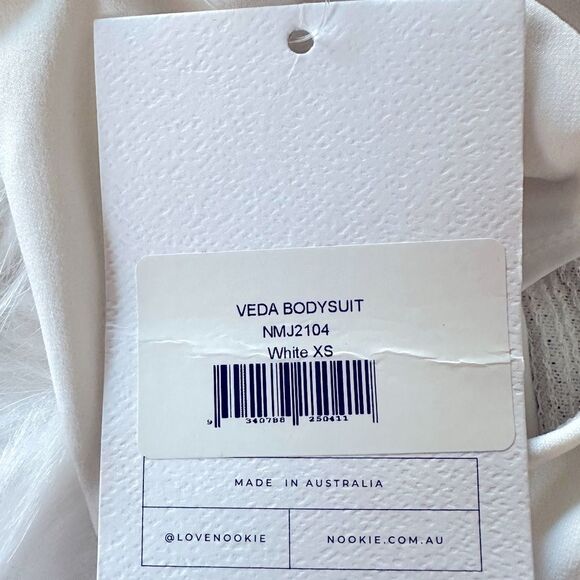 VEDA BODYSUIT
NMJ2104
White XS
9 340788 250411
MADE IN AUSTRALIA
@LOVENOOKIE
NOOKIE.COM.AU